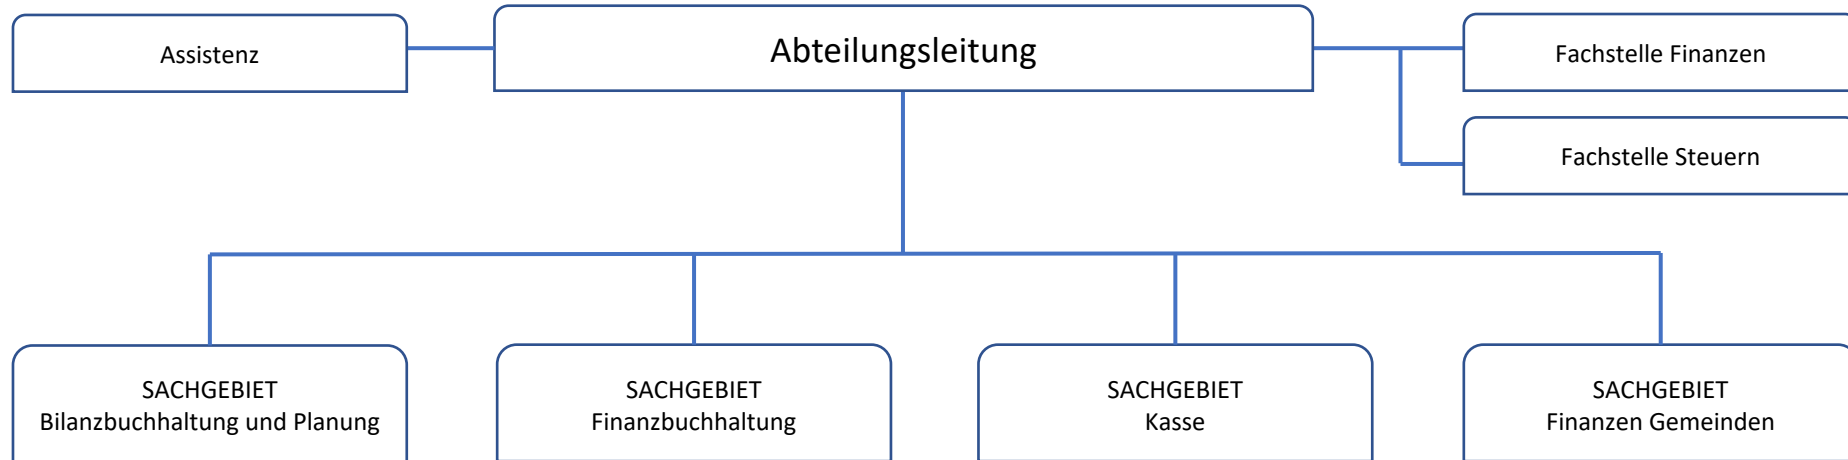 Assistenz
Abteilungsleitung
Fachstelle Finanzen
Fachstelle Steuern
SACHGEBIET
Bilanzbuchhaltung und Planung
SACHGEBIET
Finanzbuchhaltung
SACHGEBIET
Kasse
SACHGEBIET
Finanzen Gemeinden